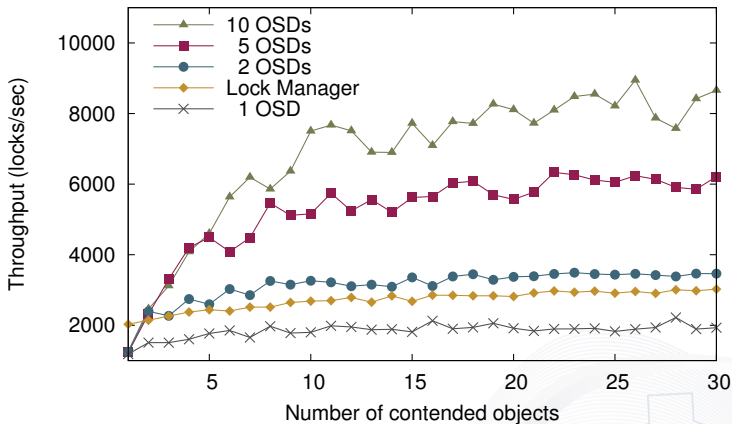 10 OSDs
5 OSDs
2 OSDs
Lock Manager
1 OSD
Throughput (locks/sec)
10000
8000
6000
4000
2000
5 10 15 20 25 30
Number of contended objects